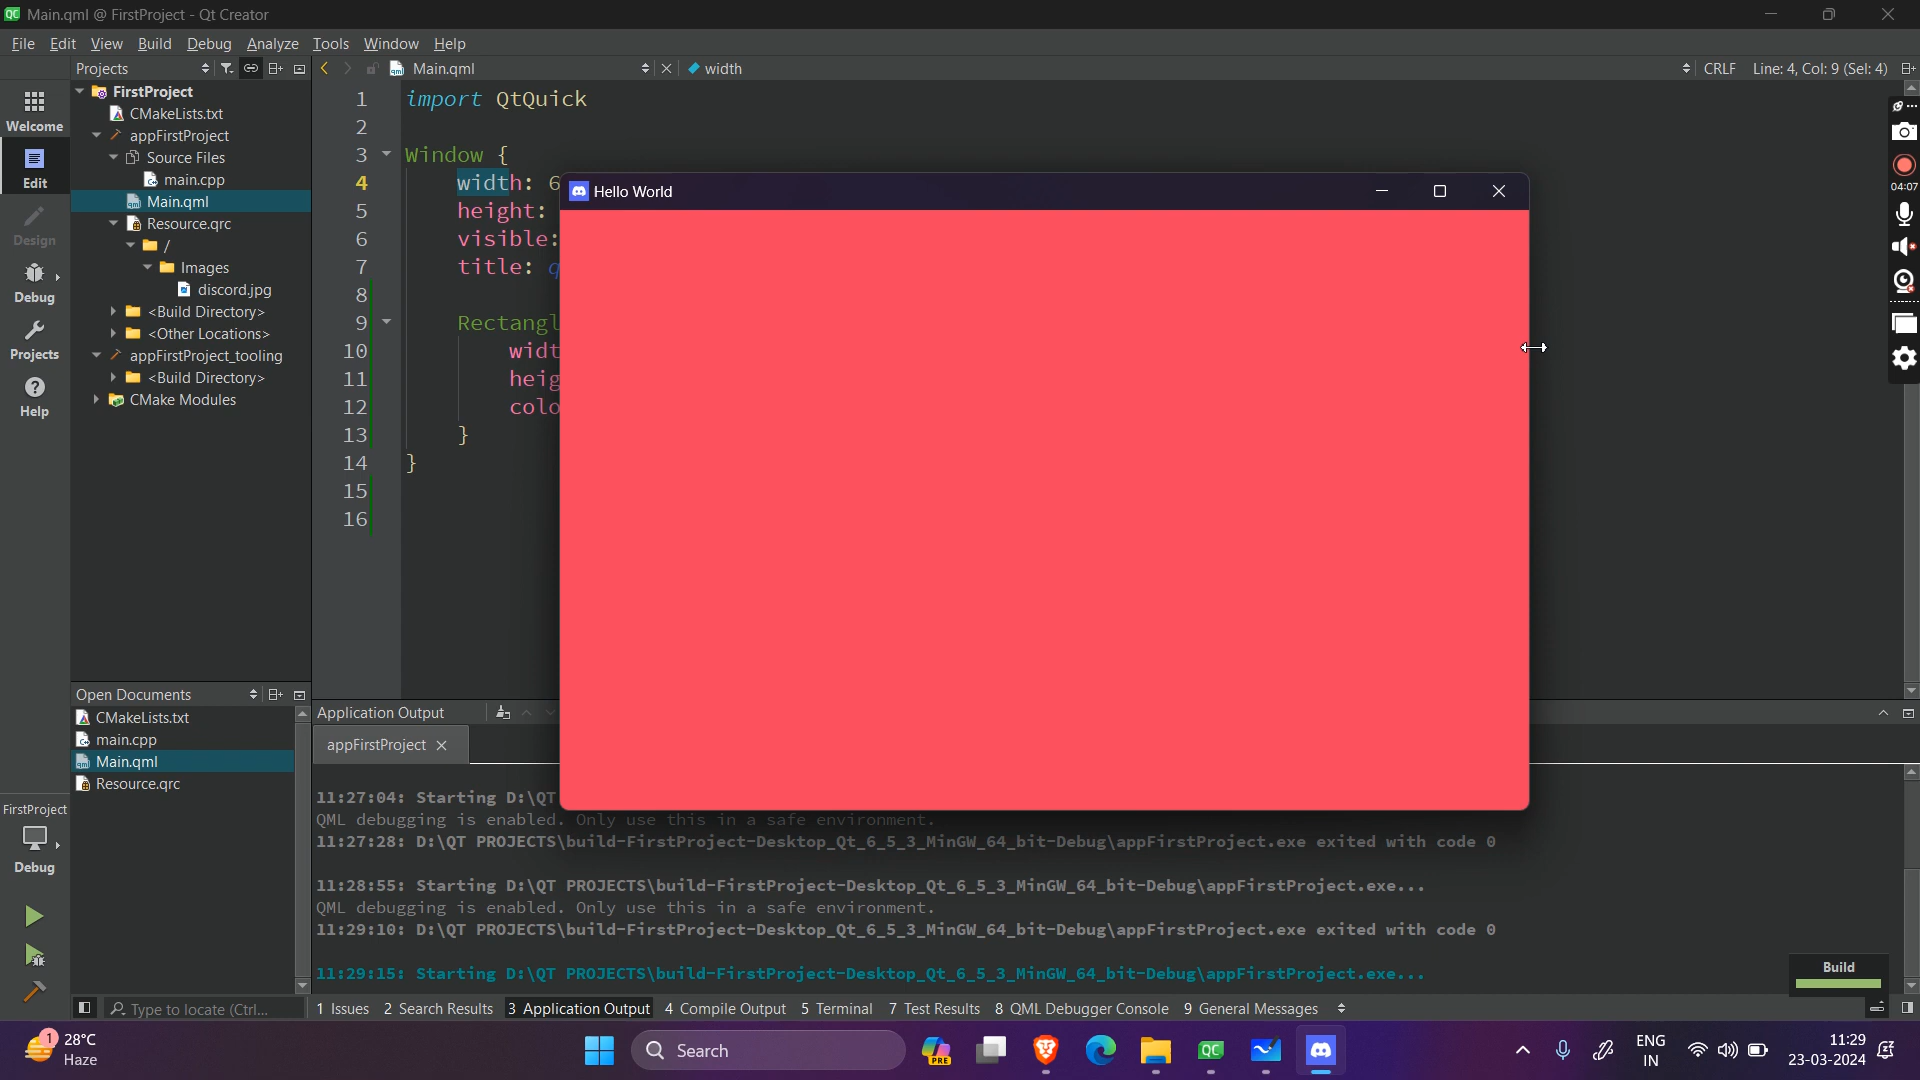 Main.qml @ FirstProject - Qt Creator
File Edit View Build Debug Analyze Tools Window Help
Projects
Main.qml
width
CRLF
Line: 4, Col: 9 (Sel: 4)
Welcome
Edit
Design
Debug
Projects
Help
FirstProject
CMakeLists.txt
appFirstProject
Source Files
main.cpp
Main.qml
Resource.qrc
/
Images
discord.jpg
<Build Directory>
<Other Locations>
appFirstProject_tooling
<Build Directory>
CMake Modules
1 import QtQuick
2
3 Window {
4 width: 6
5 height:
6 visible:
7 title: q
8
9 Rectangl
10 widt
11 heig
12 colo
13 }
14 }
15
16
Hello World
04:07
Open Documents
CMakeLists.txt
main.cpp
Main.qml
Resource.qrc
FirstProject
Debug
Application Output
appFirstProject
11:27:04: Starting D:\QT
QML debugging is enabled. Only use this in a safe environment.
11:27:28: D:\QT PROJECTS\build-FirstProject-Desktop_Qt_6_5_3_MinGW_64_bit-Debug\appFirstProject.exe exited with code 0
11:28:55: Starting D:\QT PROJECTS\build-FirstProject-Desktop_Qt_6_5_3_MinGW_64_bit-Debug\appFirstProject.exe...
QML debugging is enabled. Only use this in a safe environment.
11:29:10: D:\QT PROJECTS\build-FirstProject-Desktop_Qt_6_5_3_MinGW_64_bit-Debug\appFirstProject.exe exited with code 0
11:29:15: Starting D:\QT PROJECTS\build-FirstProject-Desktop_Qt_6_5_3_MinGW_64_bit-Debug\appFirstProject.exe...
Build
Type to locate (Ctrl...
1 Issues 2 Search Results 3 Application Output 4 Compile Output 5 Terminal 7 Test Results 8 QML Debugger Console 9 General Messages
1
28°C
Haze
Search
PRE
QC
ENG
IN
11:29
23-03-2024